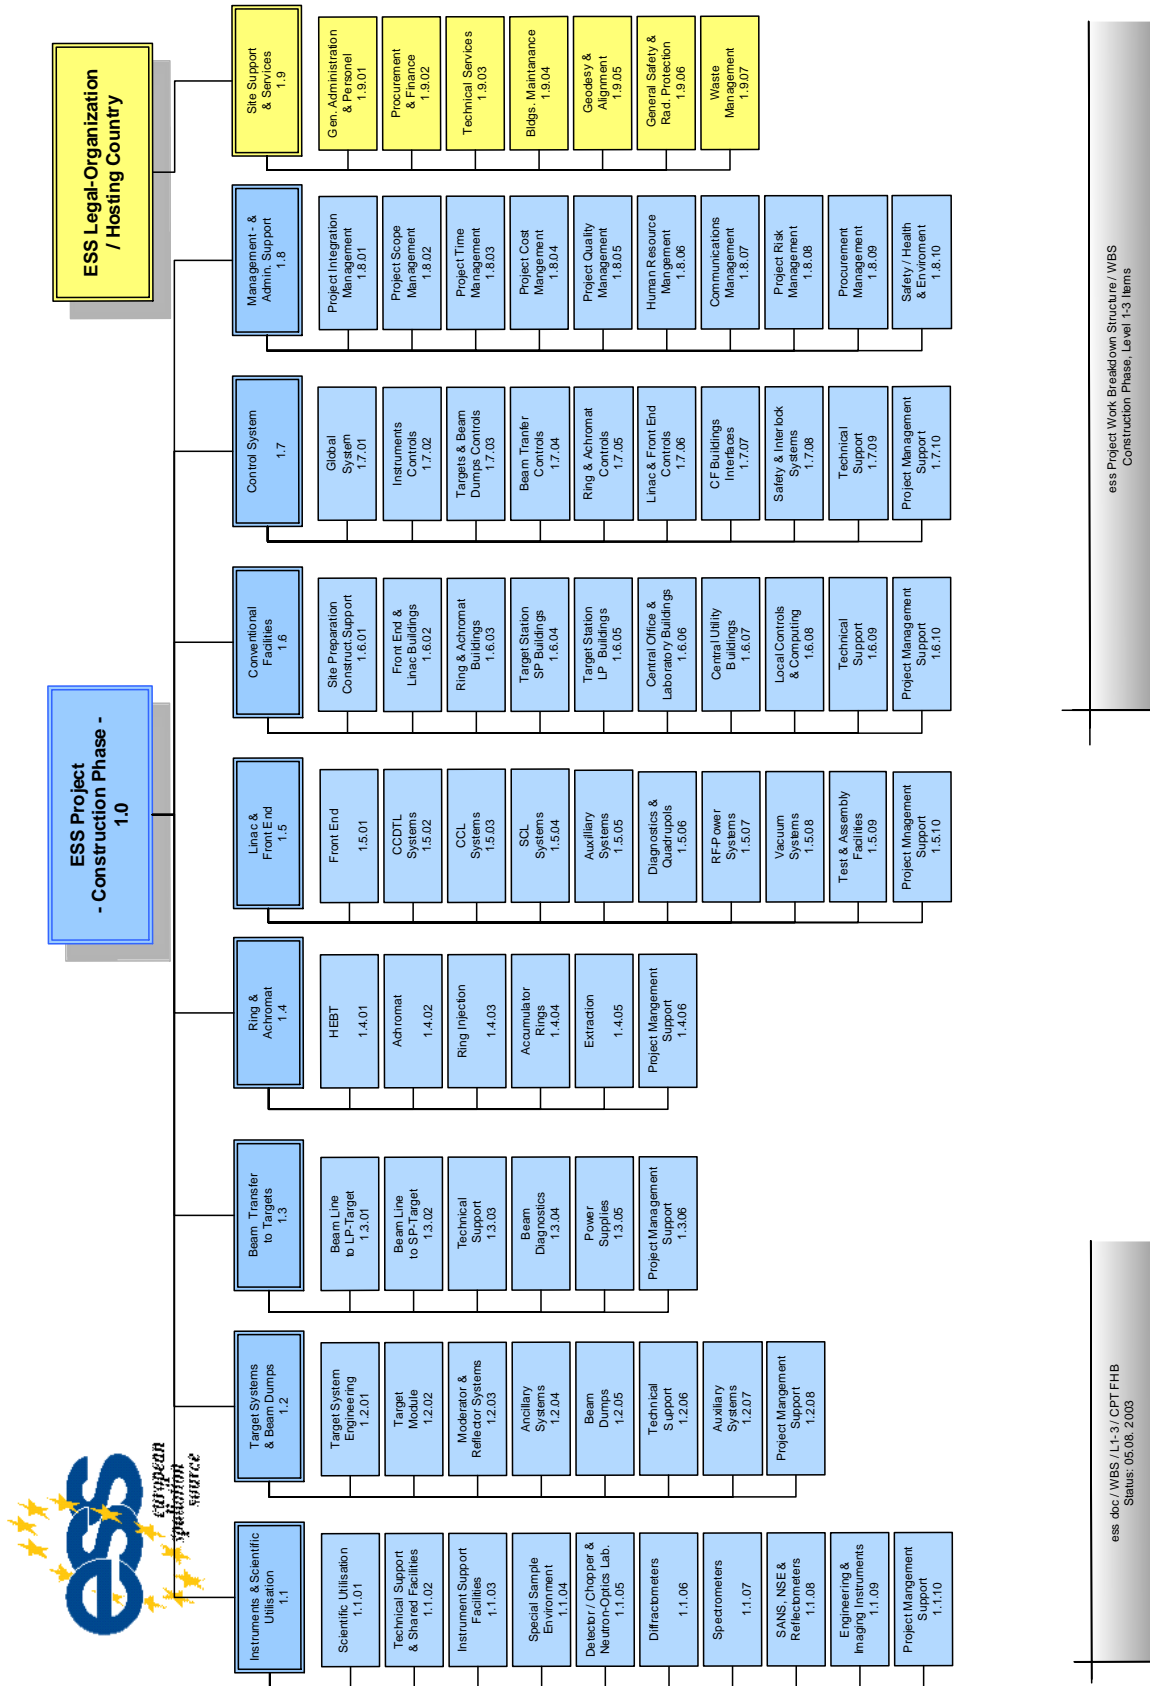 ess
european
spallation
source
ESS Project
- Construction Phase -
1.0
ESS Legal-Organization
/ Hosting Country
Instruments & Scientific
Utilisation
1.1
Scientific Utilisation
1.1.01
Technical Support
& Shared Facilities
1.1.02
Instrument Support
Facilities
1.1.03
Special Sample
Environment
1.1.04
Detector / Chopper &
Neutron-Optics Lab.
1.1.05
Diffractometers
1.1.06
Spectrometers
1.1.07
SANS, NSE &
Reflectometers
1.1.08
Engineering &
Imaging Instruments
1.1.09
Project Mangement
Support
1.1.10
Target Systems
& Beam Dumps
1.2
Target System
Engineering
1.2.01
Target
Module
1.2.02
Moderator &
Reflector Systems
1.2.03
Ancillary
Systems
1.2.04
Beam
Dumps
1.2.05
Technical
Support
1.2.06
Auxiliary
Systems
1.2.07
Project Mangement
Support
1.2.08
Beam Transfer
to Targets
1.3
Beam Line
to LP-Target
1.3.01
Beam Line
to SP-Target
1.3.02
Technical
Support
1.3.03
Beam
Diagnostics
1.3.04
Power
Supplies
1.3.05
Project Management
Support
1.3.06
Ring &
Achromat
1.4
HEBT
1.4.01
Achromat
1.4.02
Ring Injection
1.4.03
Accumulator
Rings
1.4.04
Extraction
1.4.05
Project Mangement
Support
1.4.06
Linac &
Front End
1.5
Front End
1.5.01
CCDTL
Systems
1.5.02
CCL
Systems
1.5.03
SCL
Systems
1.5.04
Auxilliary
Systems
1.5.05
Diagnostics &
Quadrupols
1.5.06
RF-Power
Systems
1.5.07
Vacuum
Systems
1.5.08
Test & Assembly
Facilities
1.5.09
Project Mnagement
Support
1.5.10
Conventional
Facilities
1.6
Site Preparation
Construct.Support
1.6.01
Front End &
Linac Buildings
1.6.02
Ring & Achromat
Buildings
1.6.03
Target Station
SP Buildings
1.6.04
Target Station
LP Buildings
1.6.05
Central Office &
Laboratory Buildings
1.6.06
Central Utility
Buildings
1.6.07
Local Controls
& Computing
1.6.08
Technical
Support
1.6.09
Project Management
Support
1.6.10
Control System
1.7
Global
System
1.7.01
Instruments
Controls
1.7.02
Targets & Beam
Dumps Controls
1.7.03
Beam Tranfer
Controls
1.7.04
Ring & Achromat
Controls
1.7.05
Linac & Front End
Controls
1.7.06
CF Buildings
Interfaces
1.7.07
Safety & Interlock
Systems
1.7.08
Technical
Support
1.7.09
Project Management
Support
1.7.10
Management - &
Admin. Support
1.8
Project Integration
Management
1.8.01
Project Scope
Management
1.8.02
Project Time
Management
1.8.03
Project Cost
Mangement
1.8.04
Project Quality
Management
1.8.05
Human Resource
Mangement
1.8.06
Communications
Management
1.8.07
Project Risk
Management
1.8.08
Procurement
Management
1.8.09
Safety / Health
& Environment
1.8.10
Site Support
& Services
1.9
Gen. Administration
& Personel
1.9.01
Procurement
& Finance
1.9.02
Technical Services
1.9.03
Bldgs. Maintanance
1.9.04
Geodesy &
Alignment
1.9.05
General Safety &
Rad. Protection
1.9.06
Waste
Management
1.9.07
ess doc / WBS / L1-3 / CPT FHB
Status: 05.08. 2003
ess Project Work Breakdown Structure / WBS
Construction Phase, Level 1-3 Items